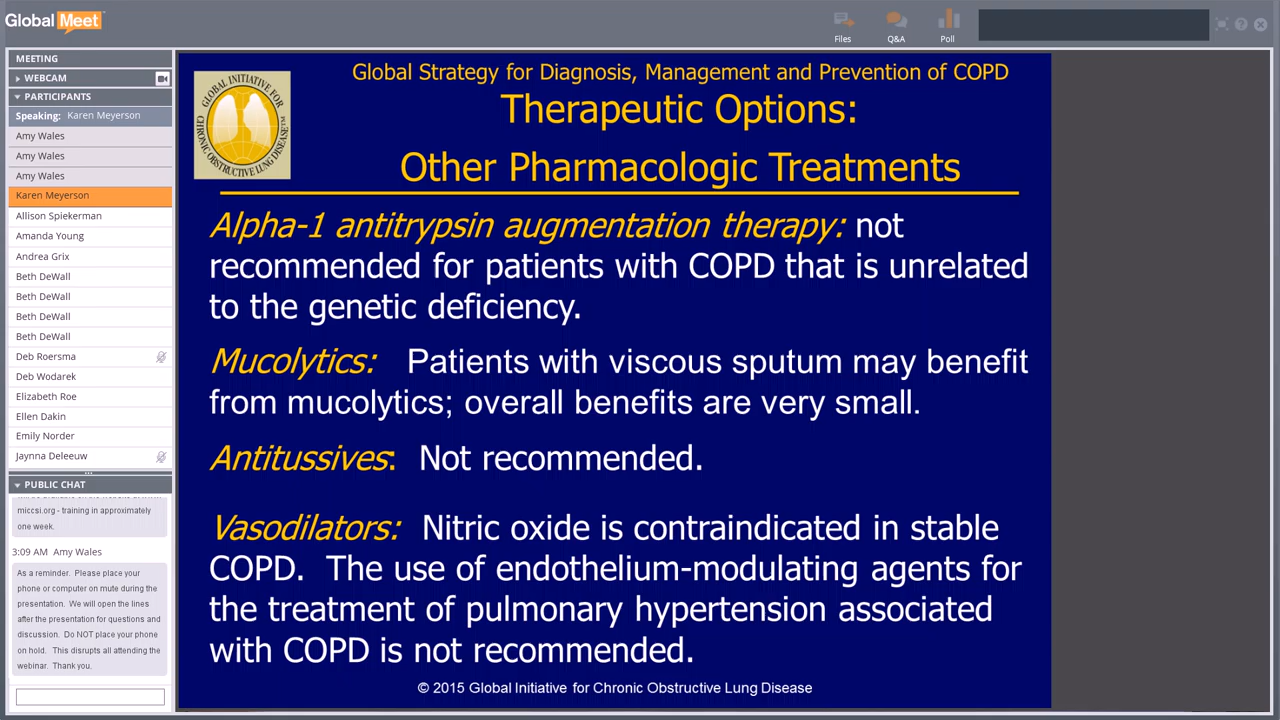 Global Meet
Files
Q&A
Poll
MEETING
WEBCAM
PARTICIPANTS
Speaking: Karen Meyerson
Amy Wales
Amy Wales
Amy Wales
Karen Meyerson
Allison Spiekerman
Amanda Young
Andrea Grix
Beth DeWall
Beth DeWall
Beth DeWall
Beth DeWall
Deb Roersma
Deb Wodarek
Elizabeth Roe
Ellen Dakin
Emily Norder
Jaynna Deleeuw
PUBLIC CHAT
miccsi.org - training in approximately
one week.
3:09 AM Amy Wales
As a reminder. Please place your
phone or computer on mute during the
presentation. We will open the lines
after the presentation for questions and
discussion. Do NOT place your phone
on hold. This disrupts all attending the
webinar. Thank you.
GLOBAL INITIATIVE FOR
CHRONIC OBSTRUCTIVE LUNG DISEASE
Global Strategy for Diagnosis, Management and Prevention of COPD
Therapeutic Options:
Other Pharmacologic Treatments
Alpha-1 antitrypsin augmentation therapy: not
recommended for patients with COPD that is unrelated
to the genetic deficiency.
Mucolytics: Patients with viscous sputum may benefit
from mucolytics; overall benefits are very small.
Antitussives: Not recommended.
Vasodilators: Nitric oxide is contraindicated in stable
COPD. The use of endothelium-modulating agents for
the treatment of pulmonary hypertension associated
with COPD is not recommended.
© 2015 Global Initiative for Chronic Obstructive Lung Disease